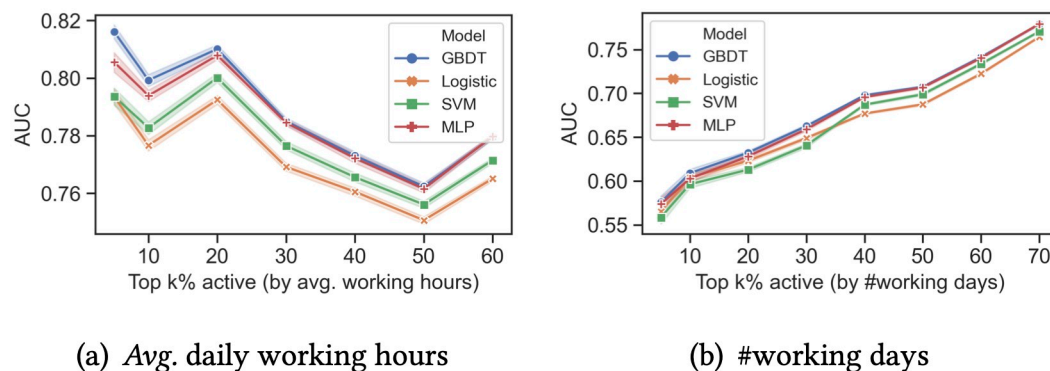 0.82
0.80
0.78
0.76
AUC
Model
GBDT
Logistic
SVM
MLP
10 20 30 40 50 60
Top k% active (by avg. working hours)
(a) Avg. daily working hours
0.75
0.70
0.65
0.60
0.55
AUC
Model
GBDT
Logistic
SVM
MLP
10 20 30 40 50 60 70
Top k% active (by #working days)
(b) #working days